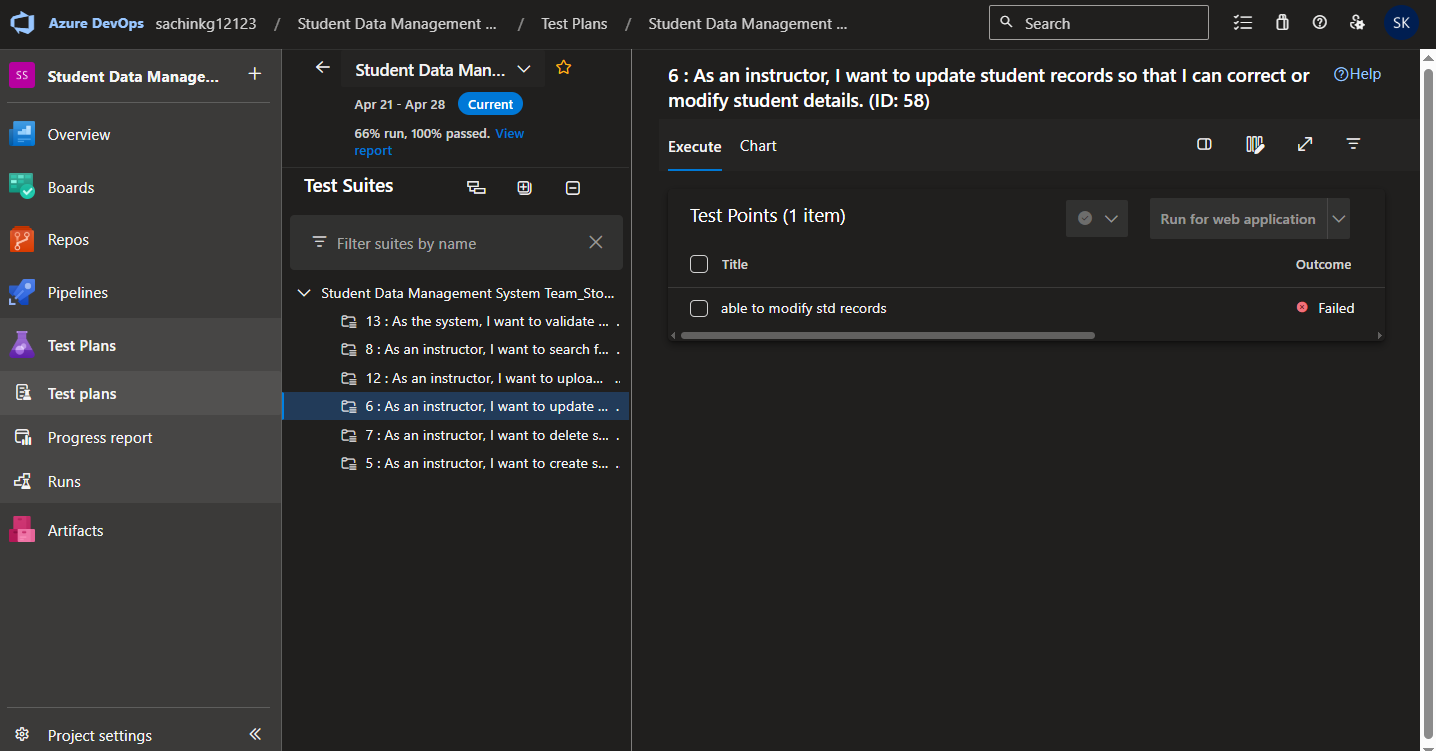 Azure DevOps sachinkg12123 / Student Data Management ... / Test Plans / Student Data Management ... Search SK
SS Student Data Manage... +
Overview
Boards
Repos
Pipelines
Test Plans
Test plans
Progress report
Runs
Artifacts
Project settings
Student Data Man...
Apr 21 - Apr 28 Current
66% run, 100% passed. View
report
Test Suites
Filter suites by name
Student Data Management System Team_Sto...
13 : As the system, I want to validate ... .
8 : As an instructor, I want to search f... .
12 : As an instructor, I want to uploa... ..
6 : As an instructor, I want to update ... .
7 : As an instructor, I want to delete s... .
5 : As an instructor, I want to create s... .
6 : As an instructor, I want to update student records so that I can correct or
modify student details. (ID: 58)
Help
Execute Chart
Test Points (1 item)
Run for web application
Title Outcome
able to modify std records Failed